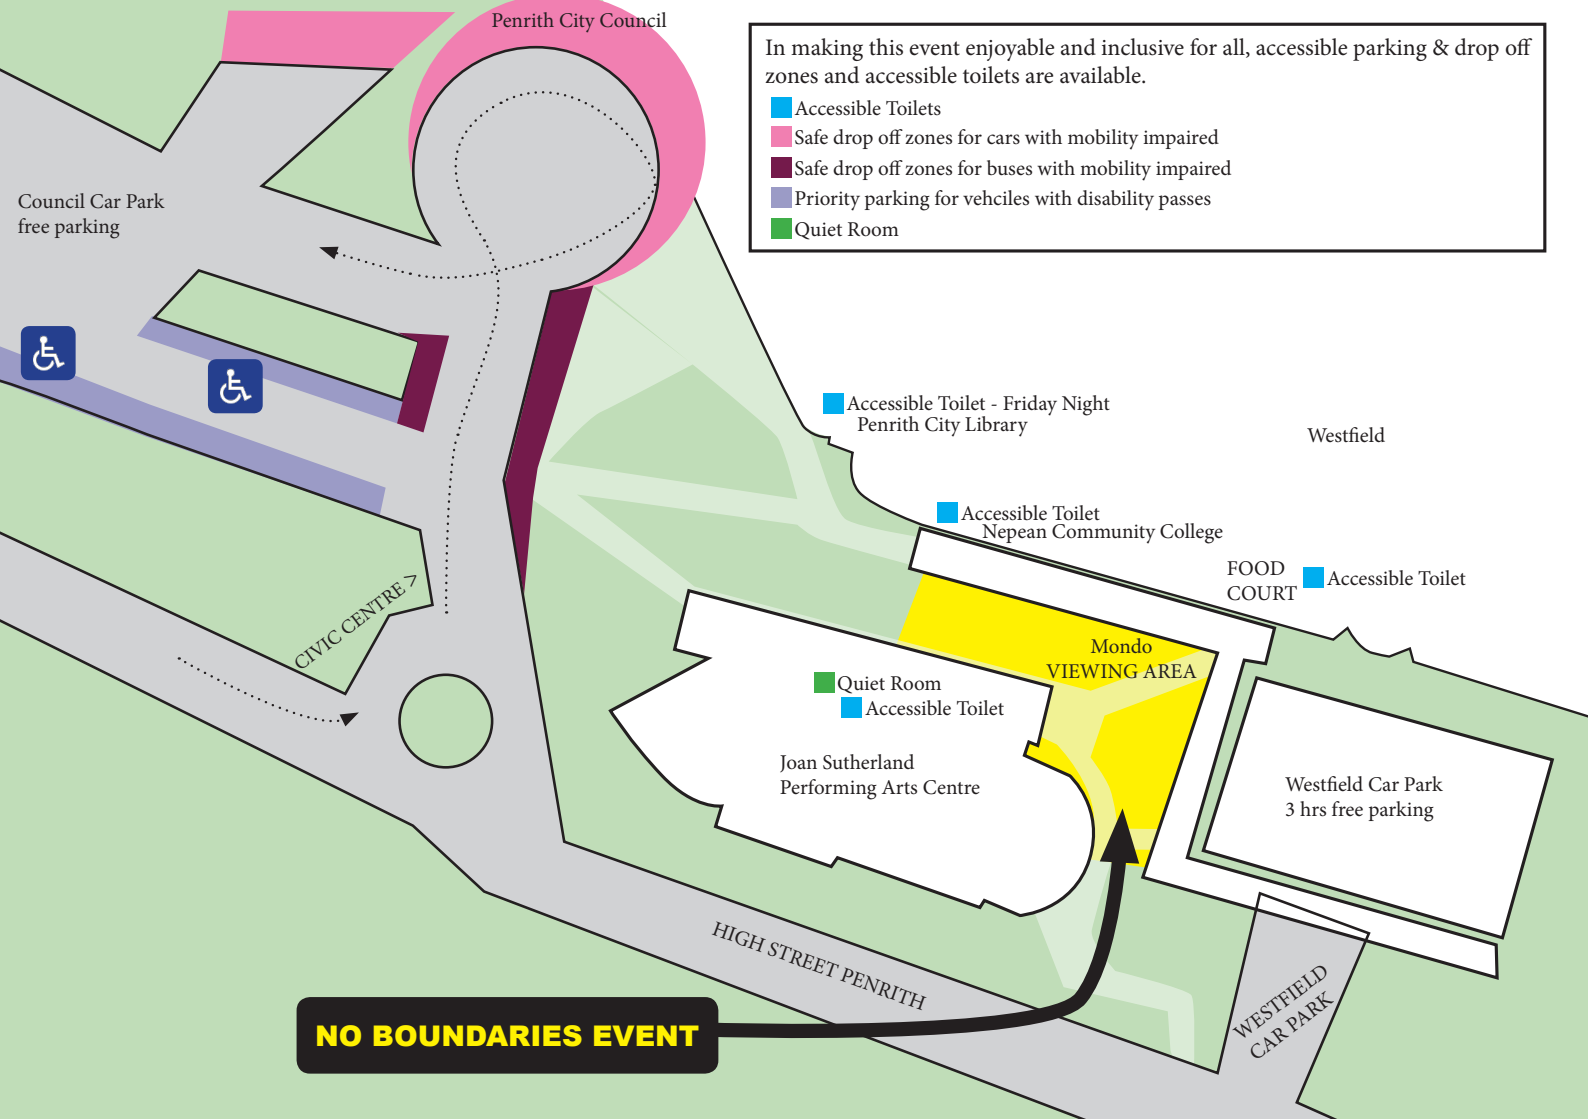 Penrith City Council
In making this event enjoyable and inclusive for all, accessible parking & drop off
zones and accessible toilets are available.
Accessible Toilets
Safe drop off zones for cars with mobility impaired
Safe drop off zones for buses with mobility impaired
Priority parking for vehciles with disability passes
Quiet Room
Council Car Park
free parking
Accessible Toilet - Friday Night
Penrith City Library
Westfield
Accessible Toilet
Nepean Community College
FOOD
COURT
Accessible Toilet
CIVIC CENTRE >
Mondo
VIEWING AREA
Quiet Room
Accessible Toilet
Joan Sutherland
Performing Arts Centre
Westfield Car Park
3 hrs free parking
HIGH STREET PENRITH
WESTFIELD
CAR PARK
NO BOUNDARIES EVENT